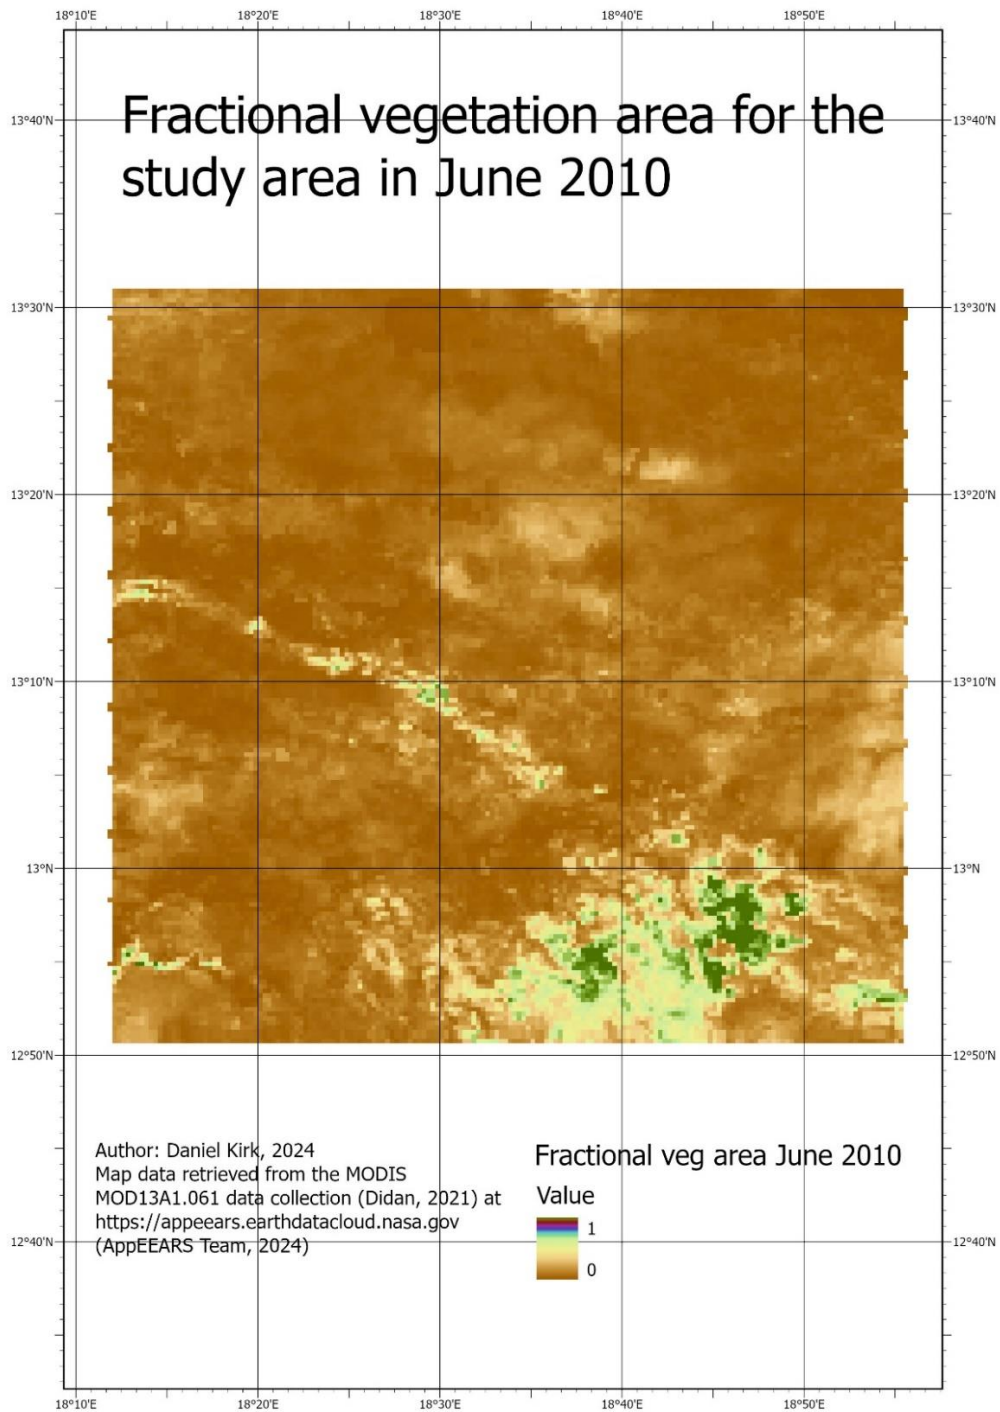 18°10'E 18°20'E 18°30'E 18°40'E 18°50'E
13°40'N 13°40'N
Fractional vegetation area for the
study area in June 2010
13°30'N 13°30'N
13°20'N 13°20'N
13°10'N 13°10'N
13°N 13°N
12°50'N 12°50'N
Author: Daniel Kirk, 2024
Map data retrieved from the MODIS
MOD13A1.061 data collection (Didan, 2021) at
https://appeears.earthdatacloud.nasa.gov
(AppEEARS Team, 2024)
Fractional veg area June 2010
Value
1
0
12°40'N 12°40'N
18°10'E 18°20'E 18°30'E 18°40'E 18°50'E